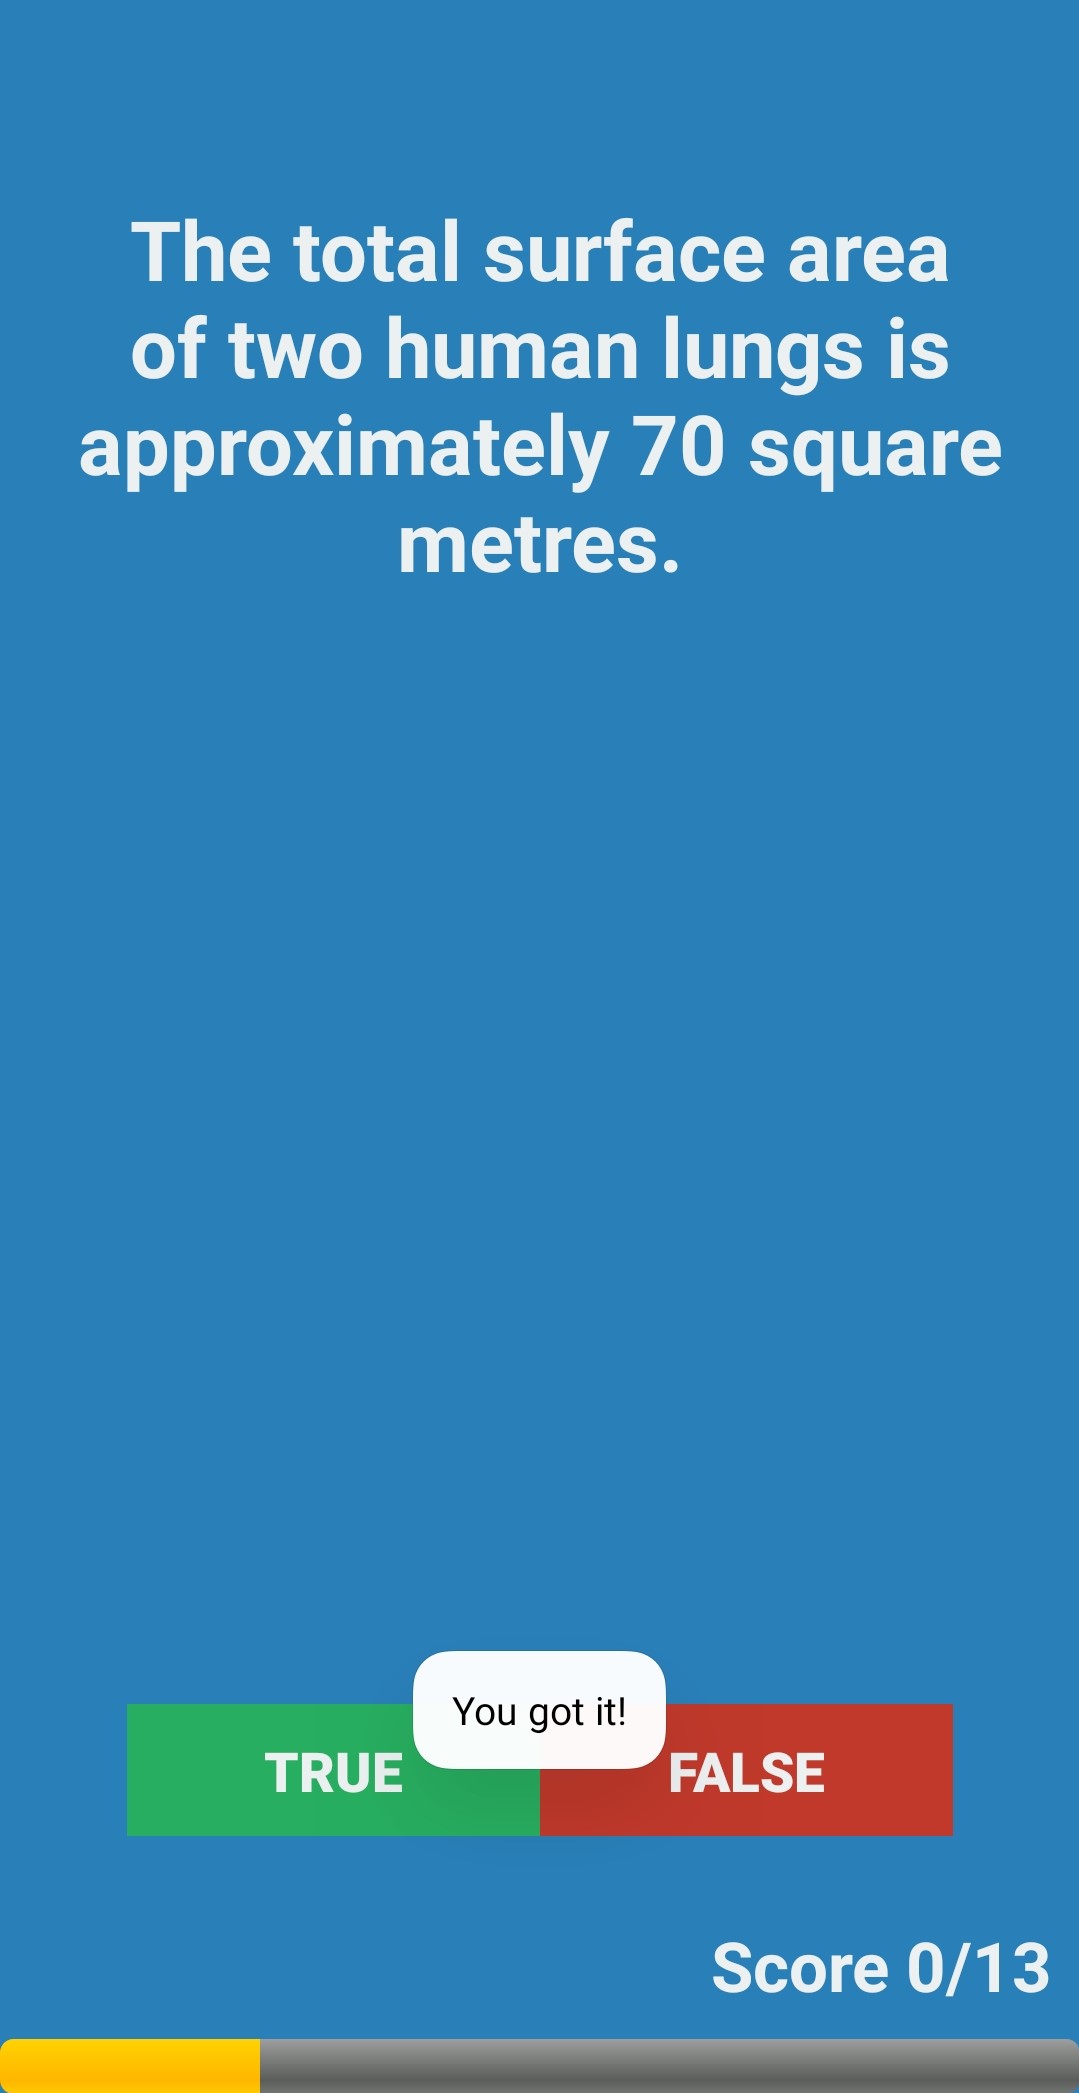 The total surface area
of two human lungs is
approximately 70 square
metres.
You got it!
TRUE
FALSE
Score 0/13